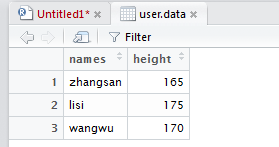 Untitled1* user.data
Filter
names height
1 zhangsan 165
2 lisi 175
3 wangwu 170